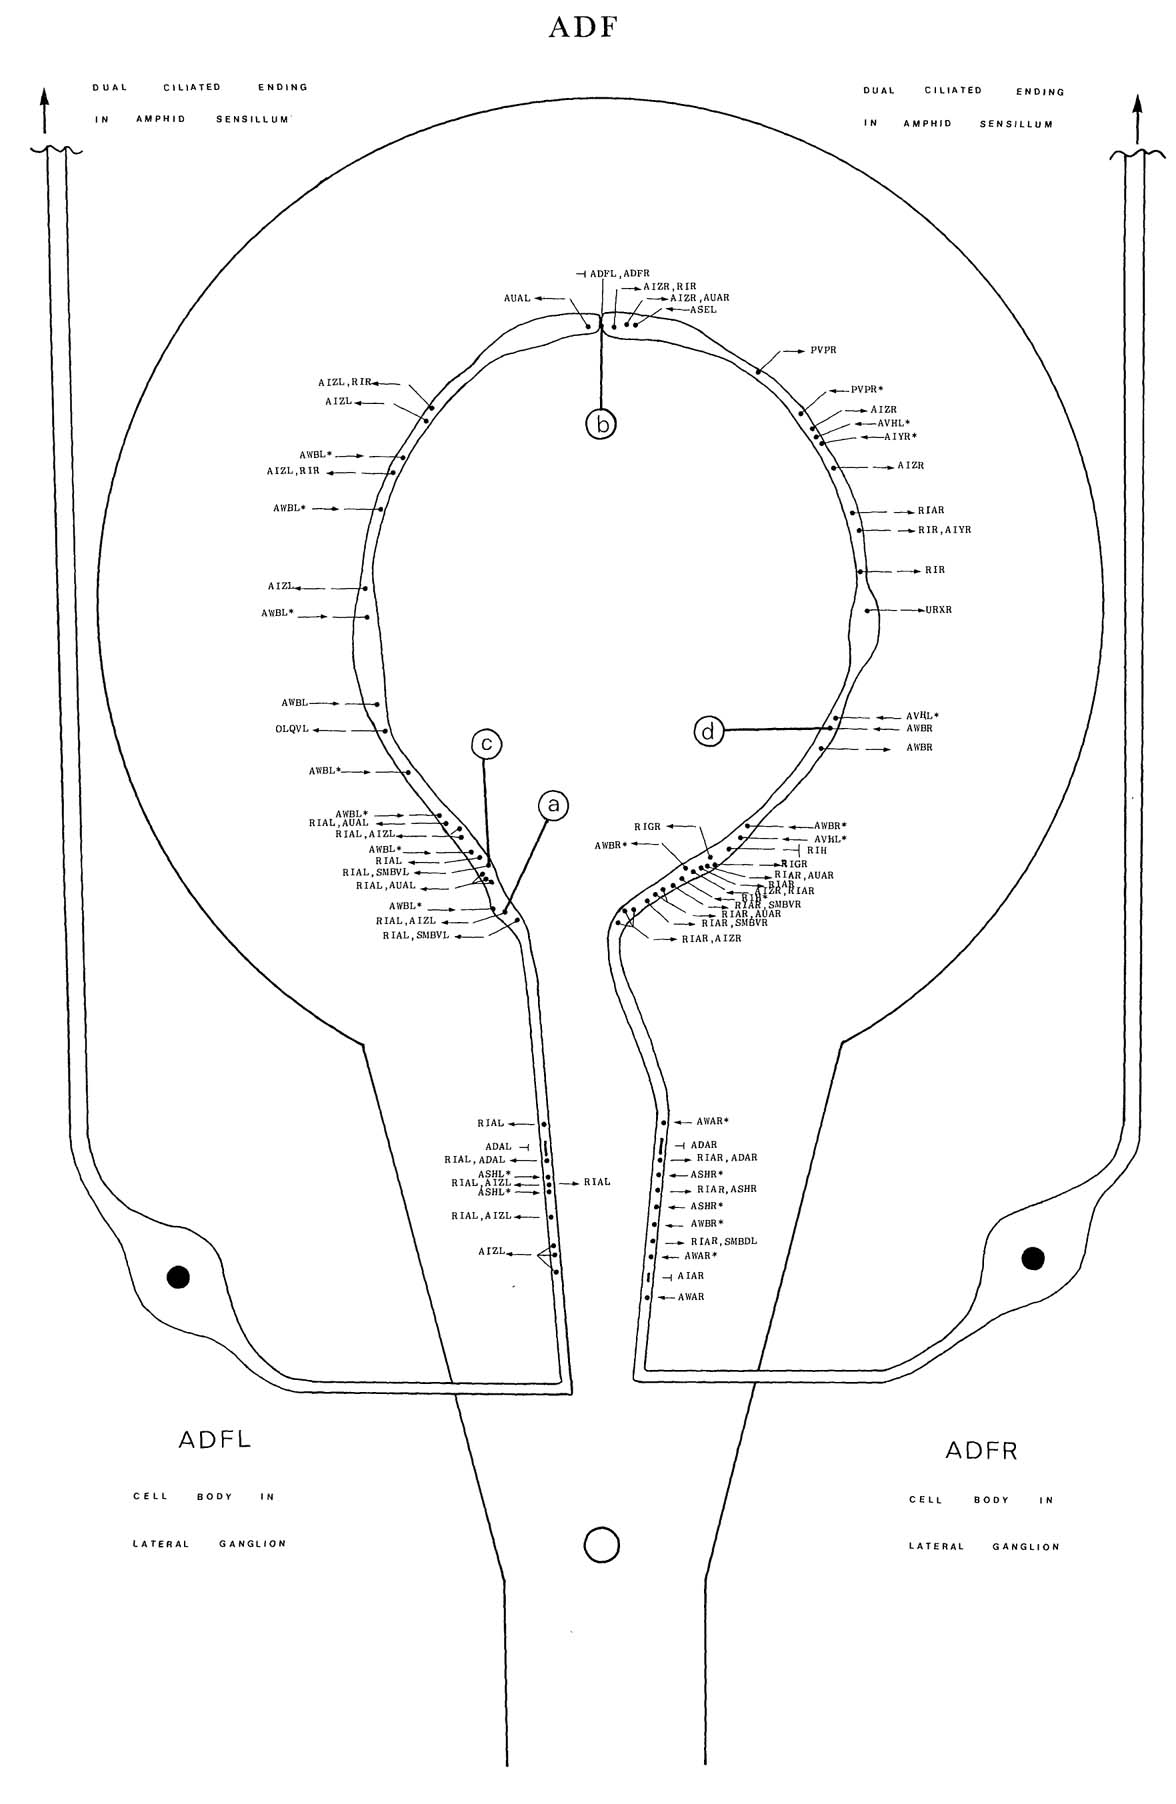 ADF
DUAL CILIATED ENDING
IN AMPHID SENSILLUM
DUAL CILIATED ENDING
IN AMPHID SENSILLUM
ADFL,ADFR
AUAL
AIZR,RIR
AIZR,AUAR
ASEL
b
AIZL,RIR
AIZL
AWBL*
AIZL,RIR
AWBL*
AIZL
AWBL*
AWBL
OLQVL
AWBL*
AWBL*
RIAL,AUAL
RIAL,AIZL
AWBL*
RIAL
RIAL,SMBVL
RIAL,AUAL
AWBL*
RIAL,AIZL
RIAL,SMBVL
c
a
PVPR
PVPR*
AIZR
AVHL*
AIYR*
AIZR
RIAR
RIR,AIYR
RIR
URXR
d
AVHL*
AWBR
AWBR
AWBR*
AVHL*
RIH
RIGR
AWBR*
RIGR
RIAR,AUAR
RIAR
AIZR,RIAR
RIH*
RIAR,SMBVR
RIAR,AUAR
RIAR,SMBVR
RIAR,AIZR
RIAL
ADAL
RIAL,ADAL
ASHL*
RIAL,AIZL
RIAL
ASHL*
RIAL,AIZL
AIZL
AWAR*
ADAR
RIAR,ADAR
ASHR*
RIAR,ASHR
ASHR*
AWBR*
RIAR,SMBDL
AWAR*
AIAR
AWAR
ADFL
CELL BODY IN
LATERAL GANGLION
ADFR
CELL BODY IN
LATERAL GANGLION